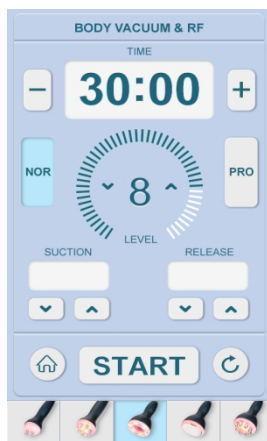 BODY VACUUM & RF
TIME
− 30:00 +
NOR
PRO
8
LEVEL
SUCTION RELEASE
START